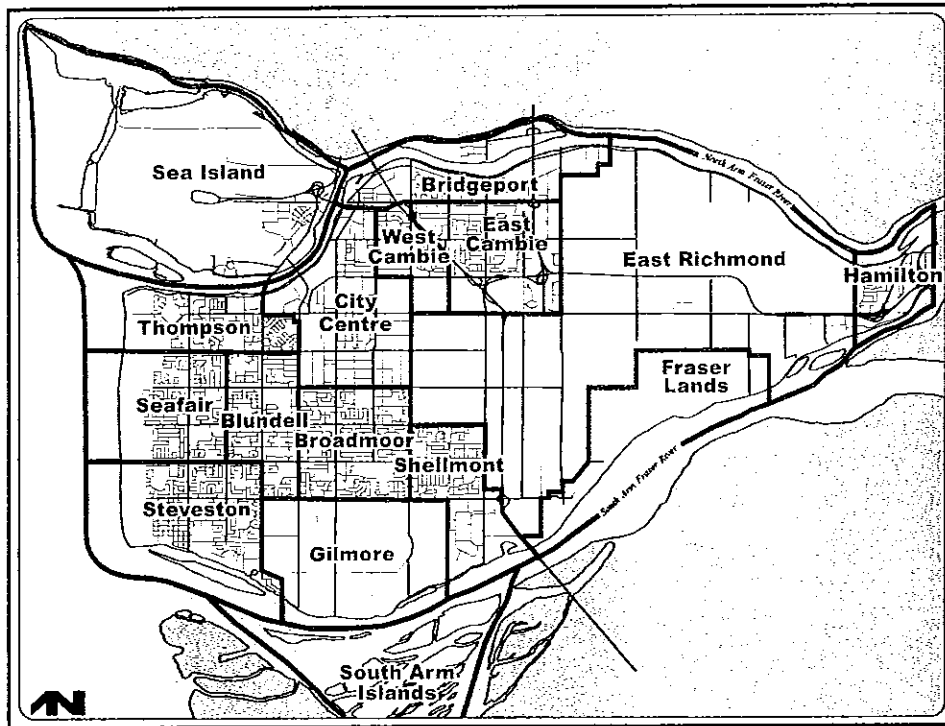 North Arm Fraser River
Sea Island
Bridgeport
West
Cambie
East
Cambie
East Richmond
Hamilton
Thompson
City
Centre
Fraser
Lands
Seafair
Blundell
Broadmoor
Shellmont
Steveston
South Arm Fraser River
Gilmore
South Arm
Islands
N